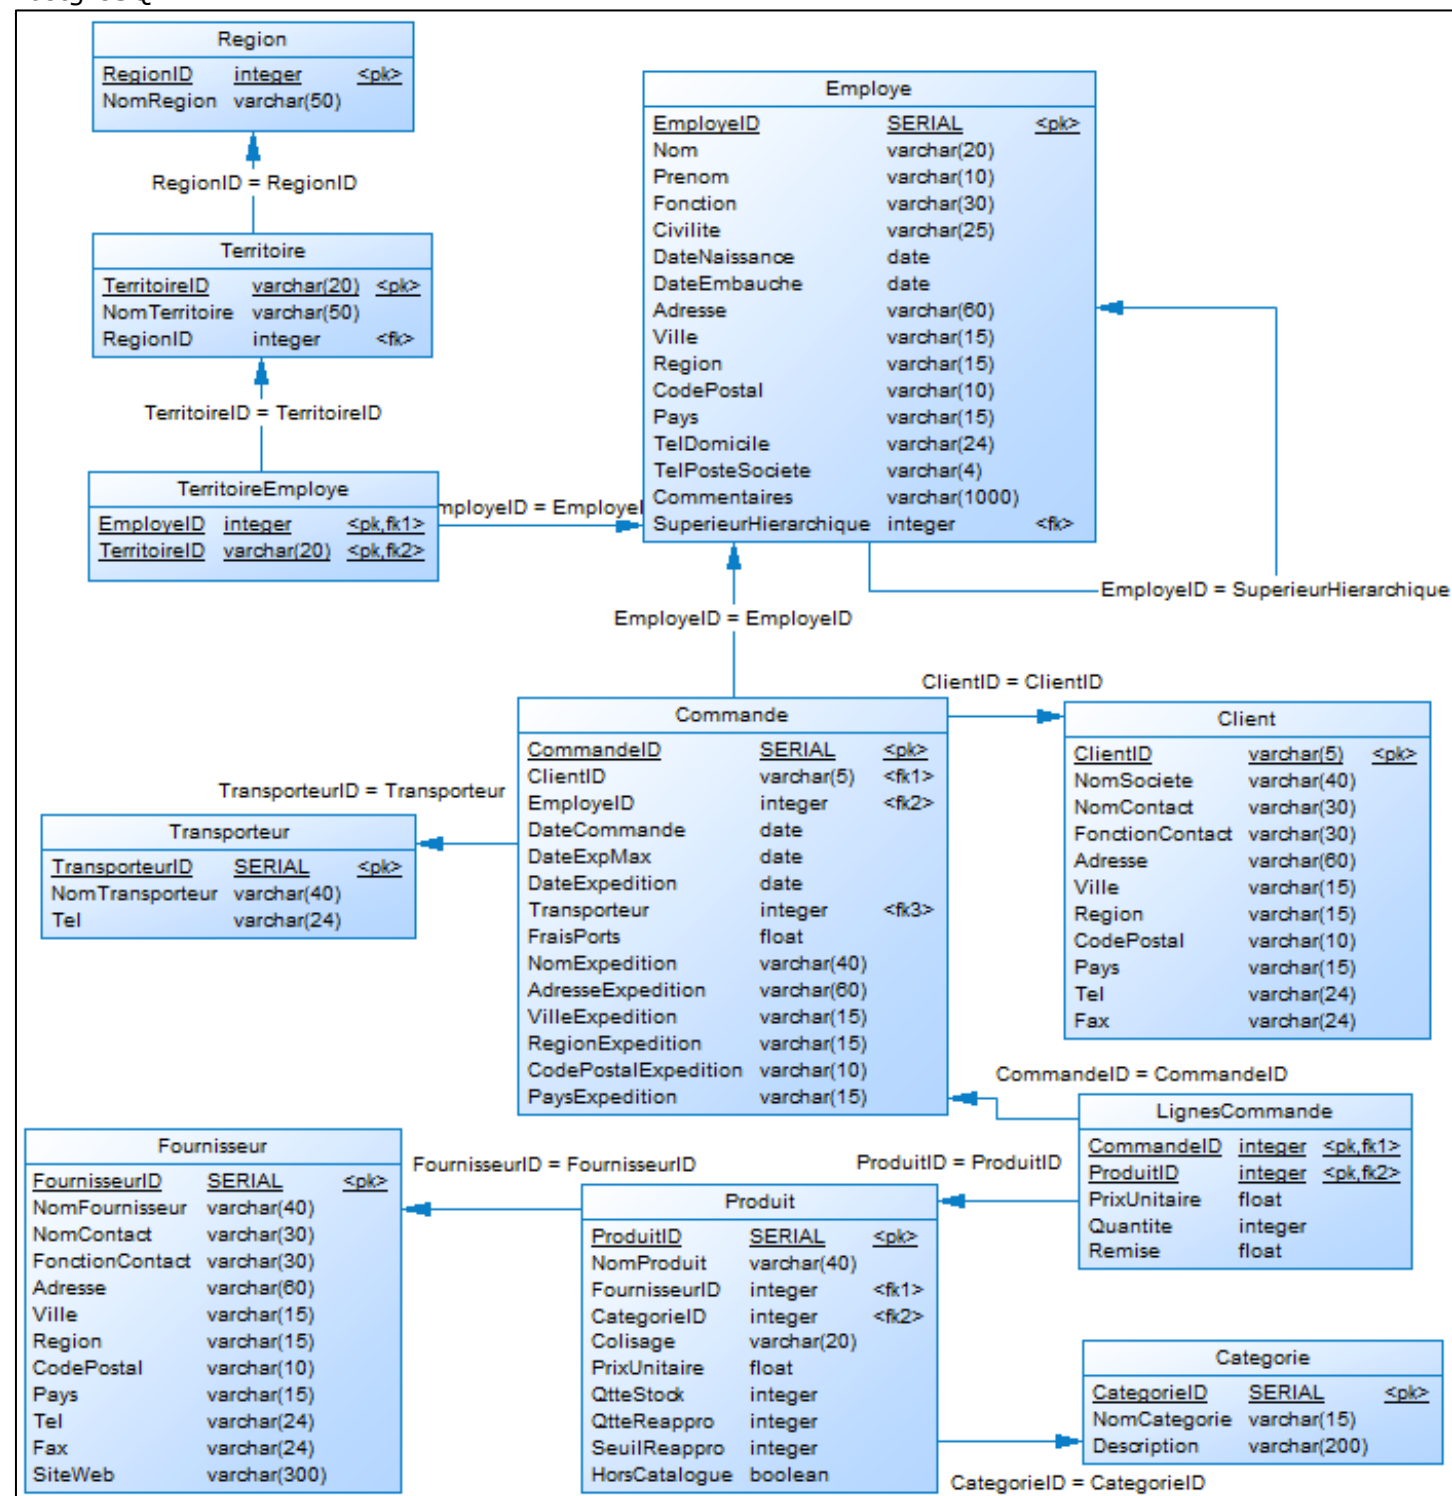 Region
RegionID integer <pk>
NomRegion varchar(50)
RegionID = RegionID
Territoire
TerritoireID varchar(20) <pk>
NomTerritoire varchar(50)
RegionID integer <fk>
TerritoireID = TerritoireID
TerritoireEmploye
EmployeID integer <pk,fk1>
TerritoireID varchar(20) <pk,fk2>
mployeID = Employe
Employe
EmployeID SERIAL <pk>
Nom varchar(20)
Prenom varchar(10)
Fonction varchar(30)
Civilite varchar(25)
DateNaissance date
DateEmbauche date
Adresse varchar(60)
Ville varchar(15)
Region varchar(15)
CodePostal varchar(10)
Pays varchar(15)
TelDomicile varchar(24)
TelPosteSociete varchar(4)
Commentaires varchar(1000)
SuperieurHierarchique integer <fk>
EmployeID = SuperieurHierarchique
EmployeID = EmployeID
ClientID = ClientID
Commande
CommandeID SERIAL <pk>
ClientID varchar(5) <fk1>
EmployeID integer <fk2>
DateCommande date
DateExpMax date
DateExpedition date
Transporteur integer <fk3>
FraisPorts float
NomExpedition varchar(40)
AdresseExpedition varchar(60)
VilleExpedition varchar(15)
RegionExpedition varchar(15)
CodePostalExpedition varchar(10)
PaysExpedition varchar(15)
Client
ClientID varchar(5) <pk>
NomSociete varchar(40)
NomContact varchar(30)
FonctionContact varchar(30)
Adresse varchar(60)
Ville varchar(15)
Region varchar(15)
CodePostal varchar(10)
Pays varchar(15)
Tel varchar(24)
Fax varchar(24)
TransporteurID = Transporteur
Transporteur
TransporteurID SERIAL <pk>
NomTransporteur varchar(40)
Tel varchar(24)
CommandeID = CommandeID
LignesCommande
CommandeID integer <pk,fk1>
ProduitID integer <pk,fk2>
PrixUnitaire float
Quantite integer
Remise float
Fournisseur
FournisseurID SERIAL <pk>
NomFournisseur varchar(40)
NomContact varchar(30)
FonctionContact varchar(30)
Adresse varchar(60)
Ville varchar(15)
Region varchar(15)
CodePostal varchar(10)
Pays varchar(15)
Tel varchar(24)
Fax varchar(24)
SiteWeb varchar(300)
FournisseurID = FournisseurID
ProduitID = ProduitID
Produit
ProduitID SERIAL <pk>
NomProduit varchar(40)
FournisseurID integer <fk1>
CategorieID integer <fk2>
Colisage varchar(20)
PrixUnitaire float
QtteStock integer
QtteReappro integer
SeuilReappro integer
HorsCatalogue boolean
Categorie
CategorieID SERIAL <pk>
NomCategorie varchar(15)
Description varchar(200)
CategorieID = CategorieID